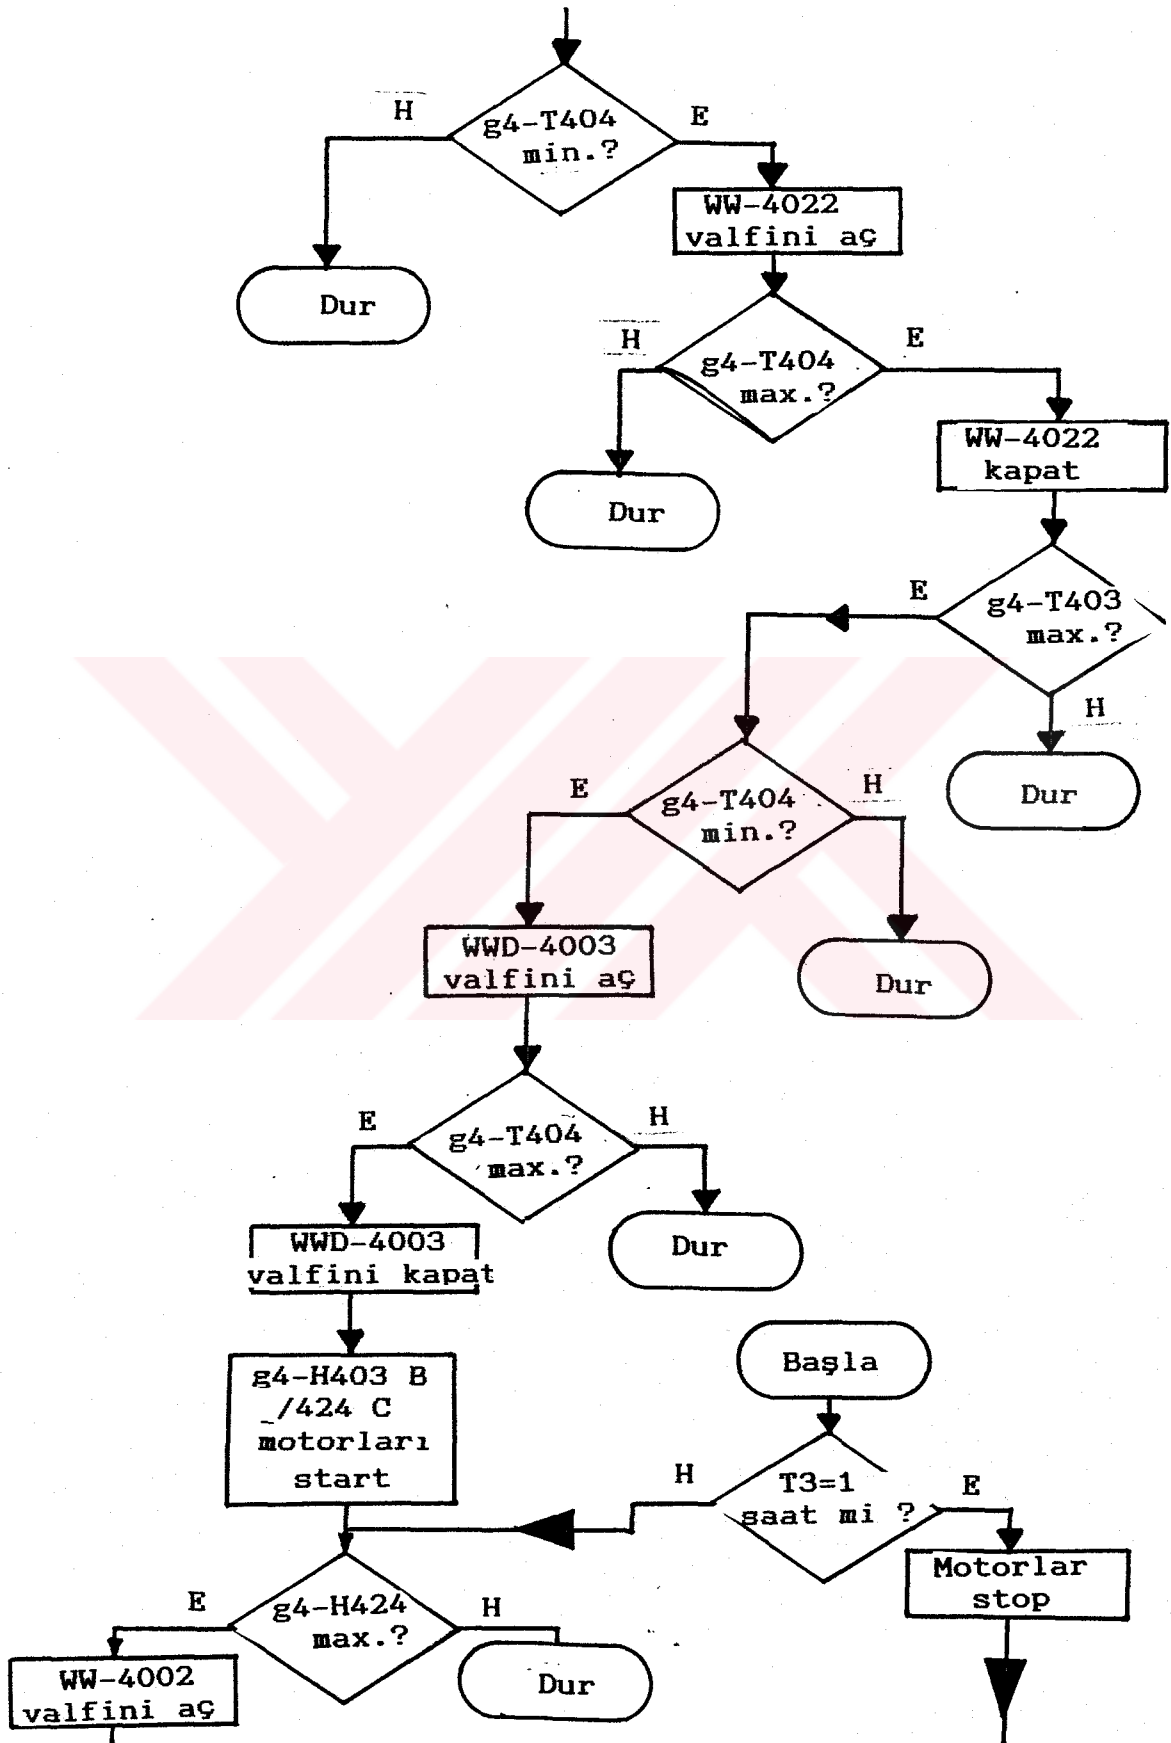 H
g4-T404
min.?
E
WW-4022
valfini aç
Dur
H
g4-T404
max.?
E
WW-4022
kapat
Dur
E
g4-T403
max.?
H
Dur
E
g4-T404
min.?
H
WWD-4003
valfini aç
Dur
E
g4-T404
max.?
H
WWD-4003
valfini kapat
Dur
g4-H403 B
/424 C
motorları
start
Başla
H
T3=1
saat mi ?
E
Motorlar
stop
E
g4-H424
max.?
H
WW-4002
valfini aç
Dur